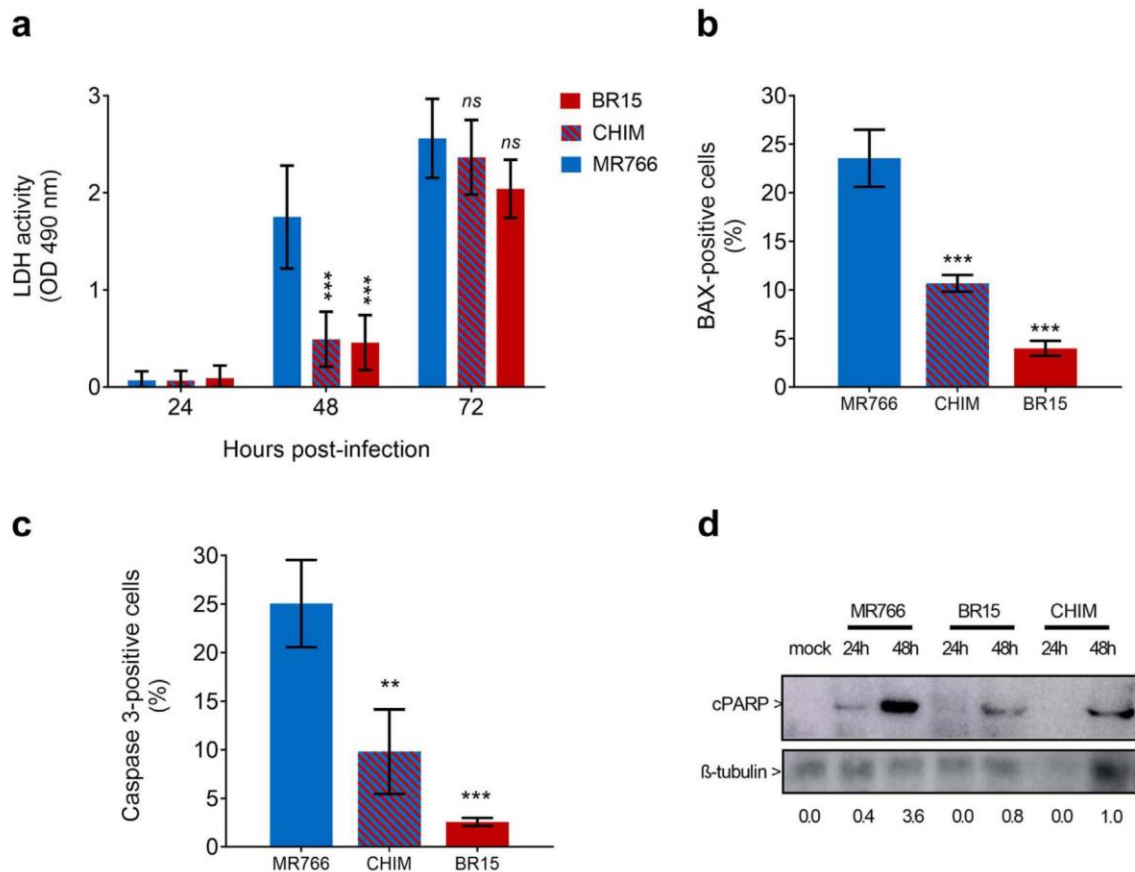 a
3
2
1
0
LDH activity
(OD 490 nm)
***
***
ns
ns
24
48
72
Hours post-infection
BR15
CHIM
MR766
b
30
25
20
15
10
5
0
BAX-positive cells
(%)
***
***
MR766
CHIM
BR15
c
30
25
20
15
10
5
0
Caspase 3-positive cells
(%)
**
***
MR766
CHIM
BR15
d
MR766 BR15 CHIM
mock 24h 48h 24h 48h 24h 48h
cPARP >
ß-tubulin >
0.0 0.4 3.6 0.0 0.8 0.0 1.0